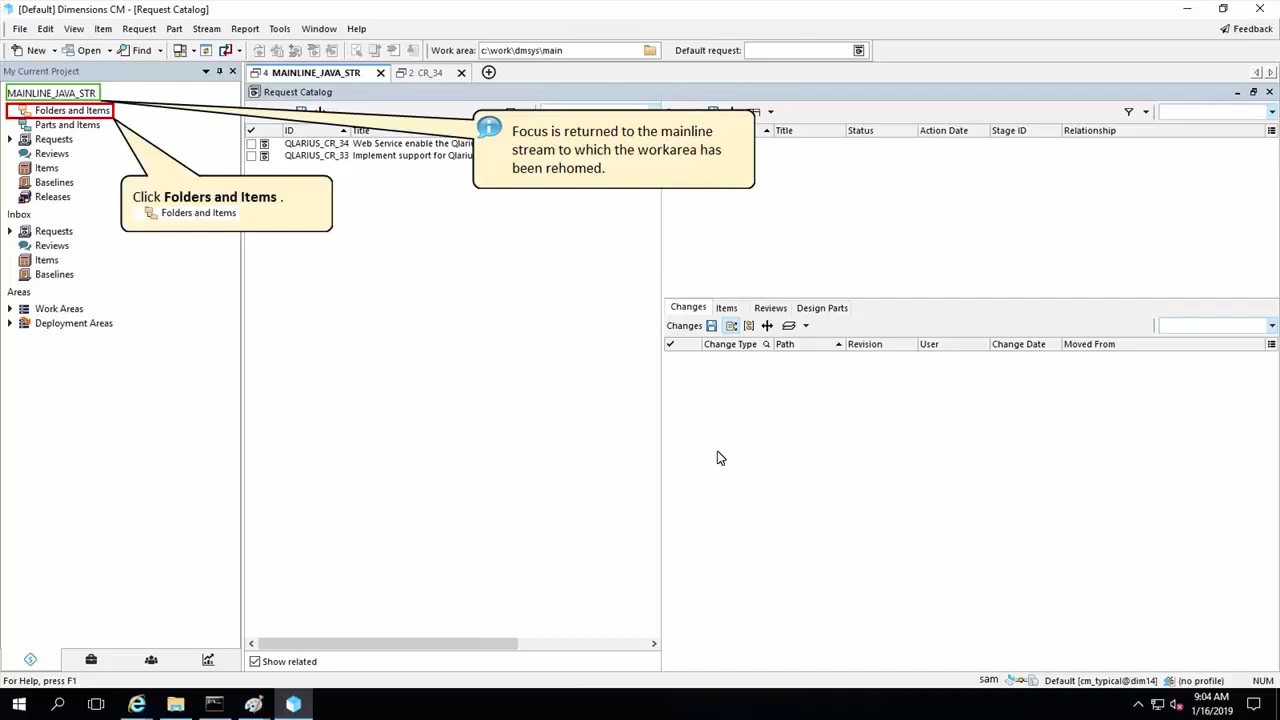 [Default] Dimensions CM - [Request Catalog]
File Edit View Item Request Part Stream Report Tools Window Help
Feedback
New Open Find
Work area: c:\work\dmsys\main
Default request:
My Current Project
4 MAINLINE_JAVA_STR
2 CR_34
MAINLINE_JAVA_STR
Folders and Items
Parts and Items
Requests
Reviews
Items
Baselines
Releases
Inbox
Requests
Reviews
Items
Baselines
Areas
Work Areas
Deployment Areas
Request Catalog
ID Title
QLARIUS_CR_34 Web Service enable the Qlari
QLARIUS_CR_33 Implement support for Qlariu
Focus is returned to the mainline
stream to which the workarea has
been rehomed.
Click Folders and Items .
Folders and Items
Title Status Action Date Stage ID Relationship
Changes Items Reviews Design Parts
Changes
Change Type Path Revision User Change Date Moved From
Show related
For Help, press F1
sam Default [cm_typical@dim14] (no profile) NUM
9:04 AM
1/16/2019